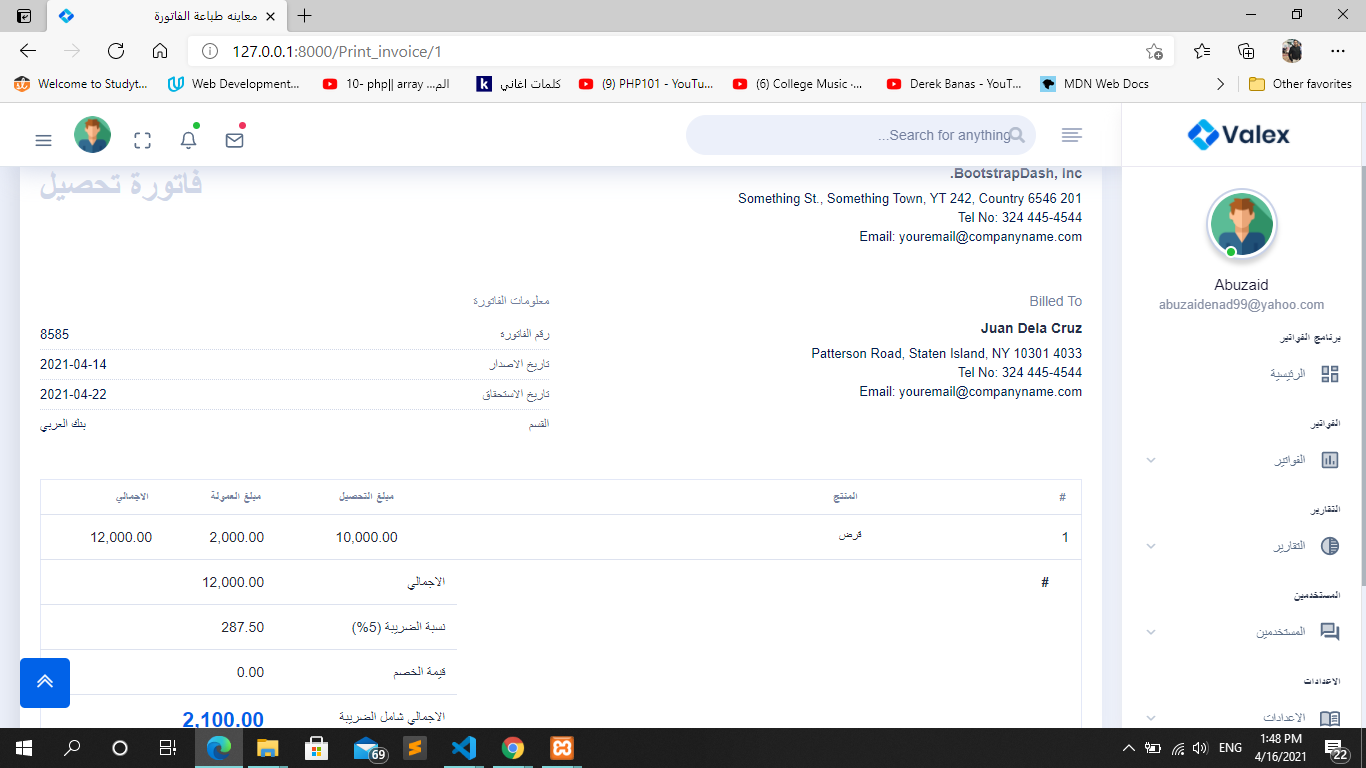 معاينه طباعة الفاتورة
127.0.0.1:8000/Print_invoice/1
Welcome to Studyt...
Web Development...
10- php|| array ...الم
كلمات اغاني
(9) PHP101 - YouTu...
(6) College Music -...
Derek Banas - YouT...
MDN Web Docs
Other favorites
Search for anything...
Valex
فاتورة تحصيل
BootstrapDash, Inc.
Something St., Something Town, YT 242, Country 6546 201
Tel No: 324 445-4544
Email: youremail@companyname.com
Billed To
Juan Dela Cruz
Patterson Road, Staten Island, NY 10301 4033
Tel No: 324 445-4544
Email: youremail@companyname.com
معلومات الفاتورة
رقم الفاتورة 8585
تاريخ الاصدار 2021-04-14
تاريخ الاستحقاق 2021-04-22
القسم بنك العربي
# المنتج مبلغ التحصيل مبلغ العمولة الاجمالي
1 قرض 10,000.00 2,000.00 12,000.00
# الاجمالي 12,000.00
نسبة الضريبة (5%) 287.50
قيمة الخصم 0.00
الاجمالي شامل الضريبة 2,100.00
Abuzaid
abuzaidenad99@yahoo.com
برنامج الفواتير
الرئيسية
الفواتير
الفواتير
التقارير
التقارير
المستخدمين
المستخدمين
الاعدادات
الاعدادات
69
ENG
1:48 PM
4/16/2021
22